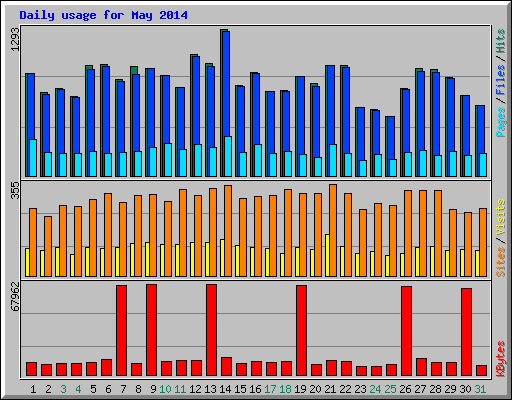 Daily usage for May 2014
1293
Pages / Files / Hits
355
Sites / Visits
67962
KBytes
1 2 3 4 5 6 7 8 9 10 11 12 13 14 15 16 17 18 19 20 21 22 23 24 25 26 27 28 29 30 31